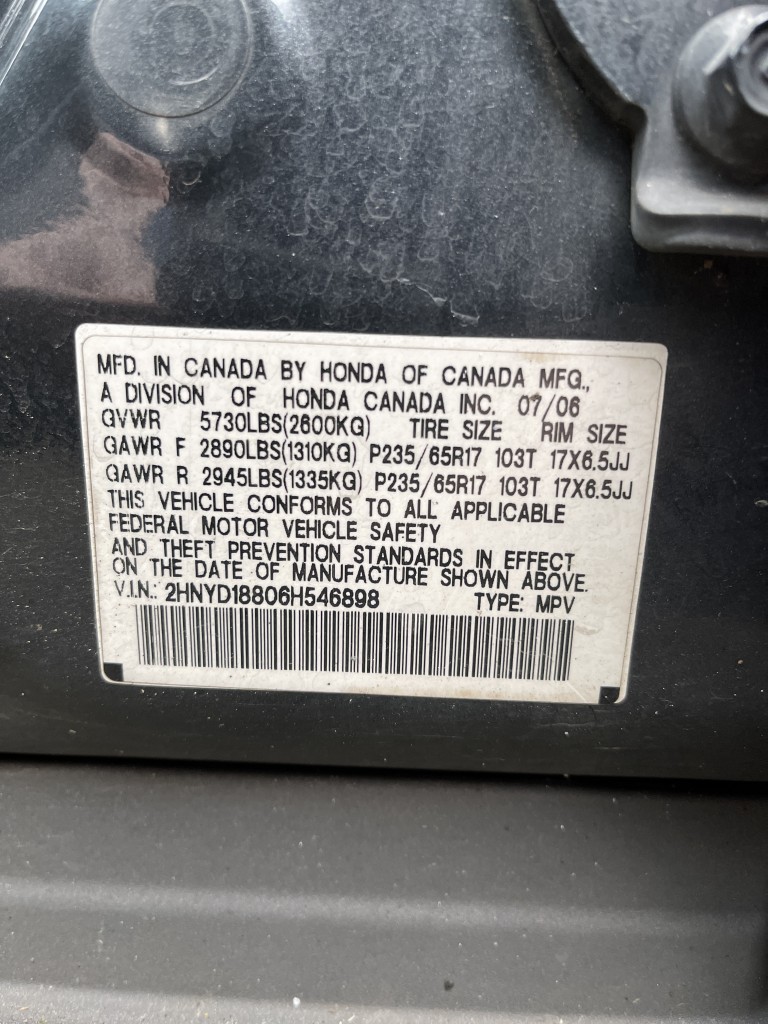 MFD. IN CANADA BY HONDA OF CANADA MFG.,
A DIVISION OF HONDA CANADA INC. 07/06
GVWR 5730LBS(2600KG) TIRE SIZE RIM SIZE
GAWR F 2890LBS(1310KG) P235/65R17 103T 17X6.5JJ
GAWR R 2945LBS(1335KG) P235/65R17 103T 17X6.5JJ
THIS VEHICLE CONFORMS TO ALL APPLICABLE
FEDERAL MOTOR VEHICLE SAFETY
AND THEFT PREVENTION STANDARDS IN EFFECT
ON THE DATE OF MANUFACTURE SHOWN ABOVE.
V.I.N.: 2HNYD18806H546898 TYPE: MPV